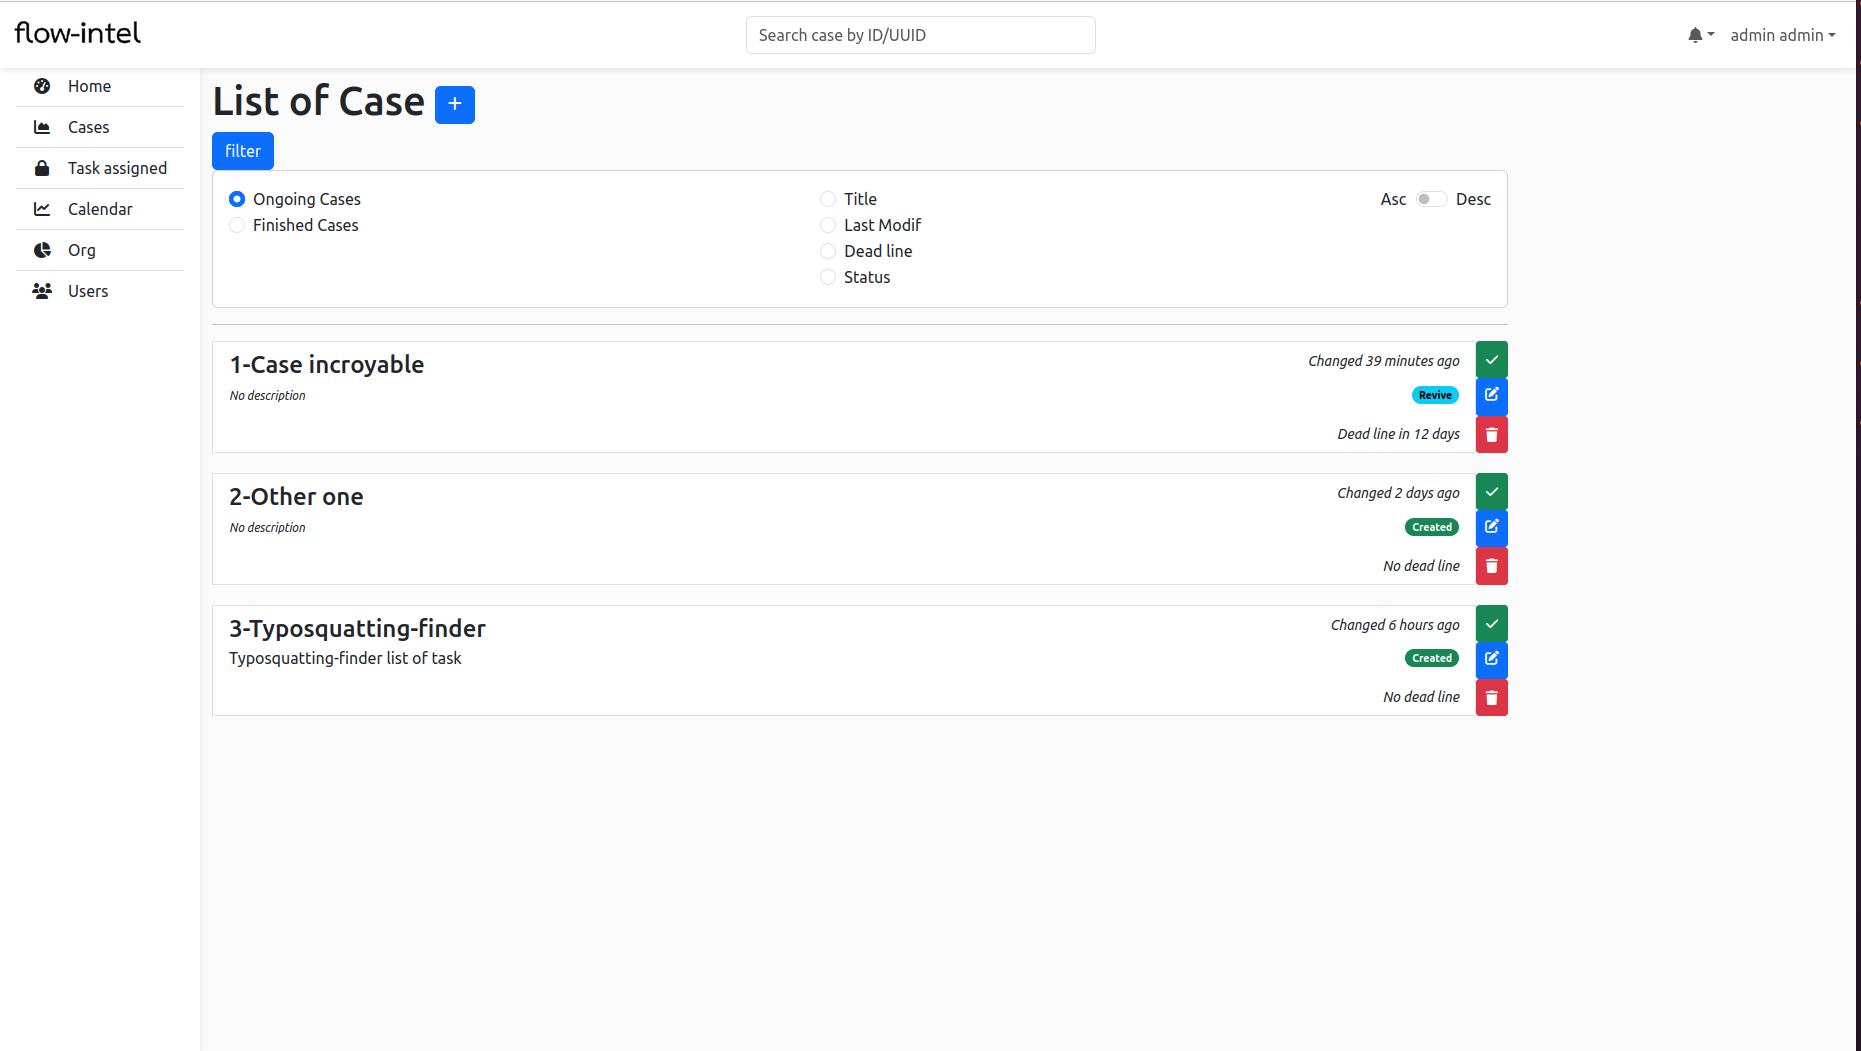 flow-intel
Search case by ID/UUID
admin admin
Home
Cases
Task assigned
Calendar
Org
Users
List of Case +
filter
Ongoing Cases
Finished Cases
Title
Last Modif
Dead line
Status
Asc Desc
1-Case incroyable
No description
Changed 39 minutes ago
Revive
Dead line in 12 days
2-Other one
No description
Changed 2 days ago
Created
No dead line
3-Typosquatting-finder
Typosquatting-finder list of task
Changed 6 hours ago
Created
No dead line